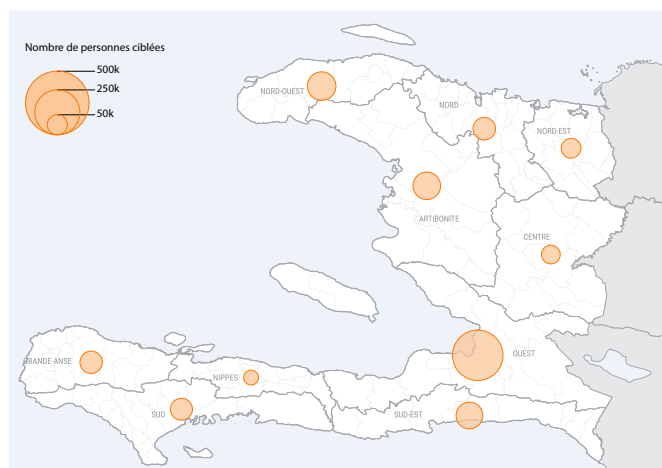 Nombre de personnes ciblées
500k
250k
50k
NORD-OUEST
NORD
NORD-EST
ARTIBONITE
CENTRE
OUEST
GRANDE-ANSE
NIPPES
SUD
SUD-EST